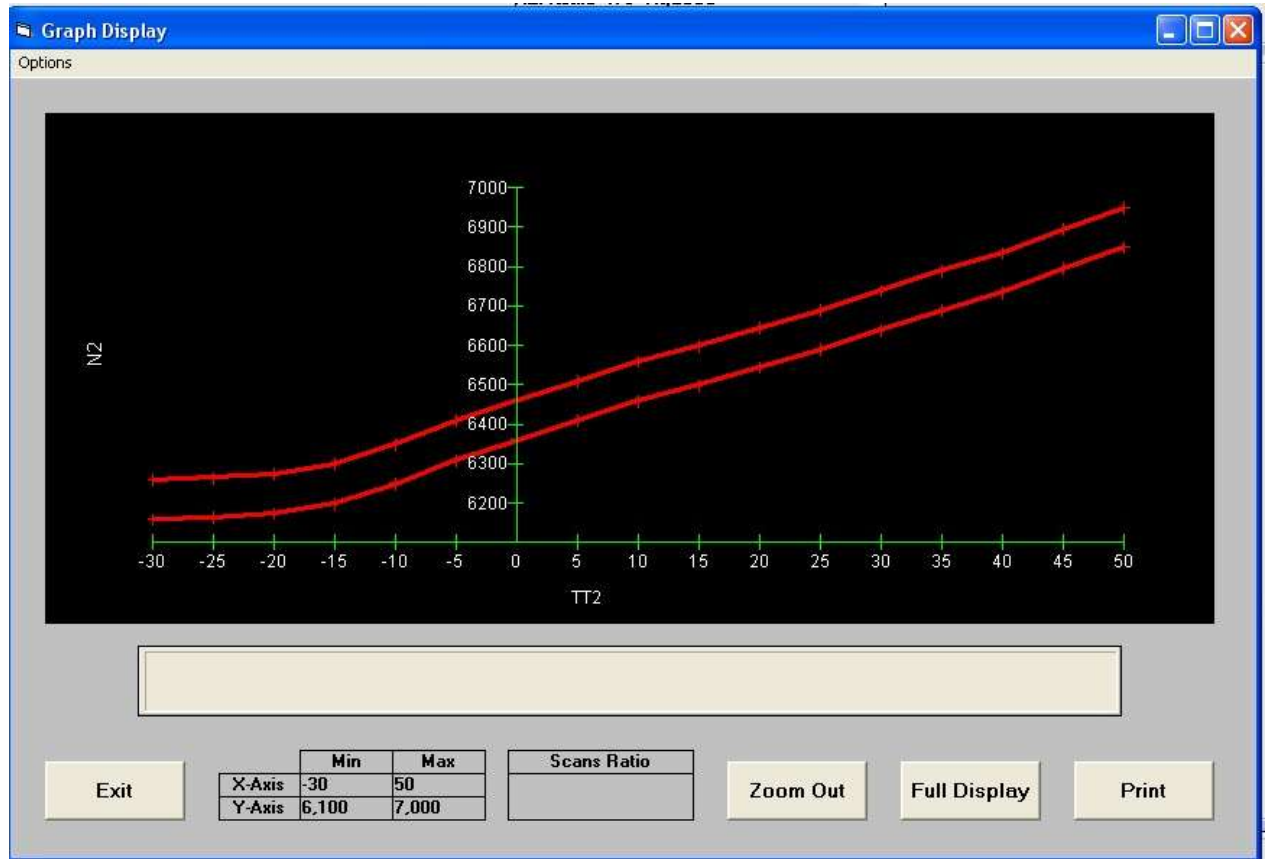 Graph Display
Options
7000
6900
6800
6700
6600
6500
6400
6300
6200
N2
-30 -25 -20 -15 -10 -5 0 5 10 15 20 25 30 35 40 45 50
TT2
Min Max
X-Axis -30 50
Y-Axis 6,100 7,000
Scans Ratio
Exit
Zoom Out
Full Display
Print